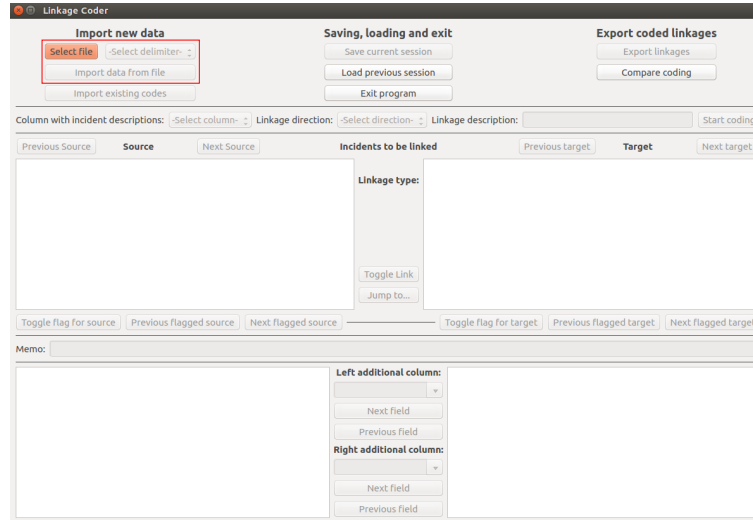 Linkage Coder
Import new data Saving, loading and exit Export coded linkages
Select file -Select delimiter- Save current session Export linkages
Import data from file Load previous session Compare coding
Import existing codes Exit program
Column with incident descriptions: -Select column- Linkage direction: -Select direction- Linkage description: Start coding
Previous Source Source Next Source Incidents to be linked Previous target Target Next target
Linkage type:
Toggle Link
Jump to...
Toggle flag for source Previous flagged source Next flagged source Toggle flag for target Previous flagged target Next flagged target
Memo:
Left additional column:
Next field
Previous field
Right additional column:
Next field
Previous field